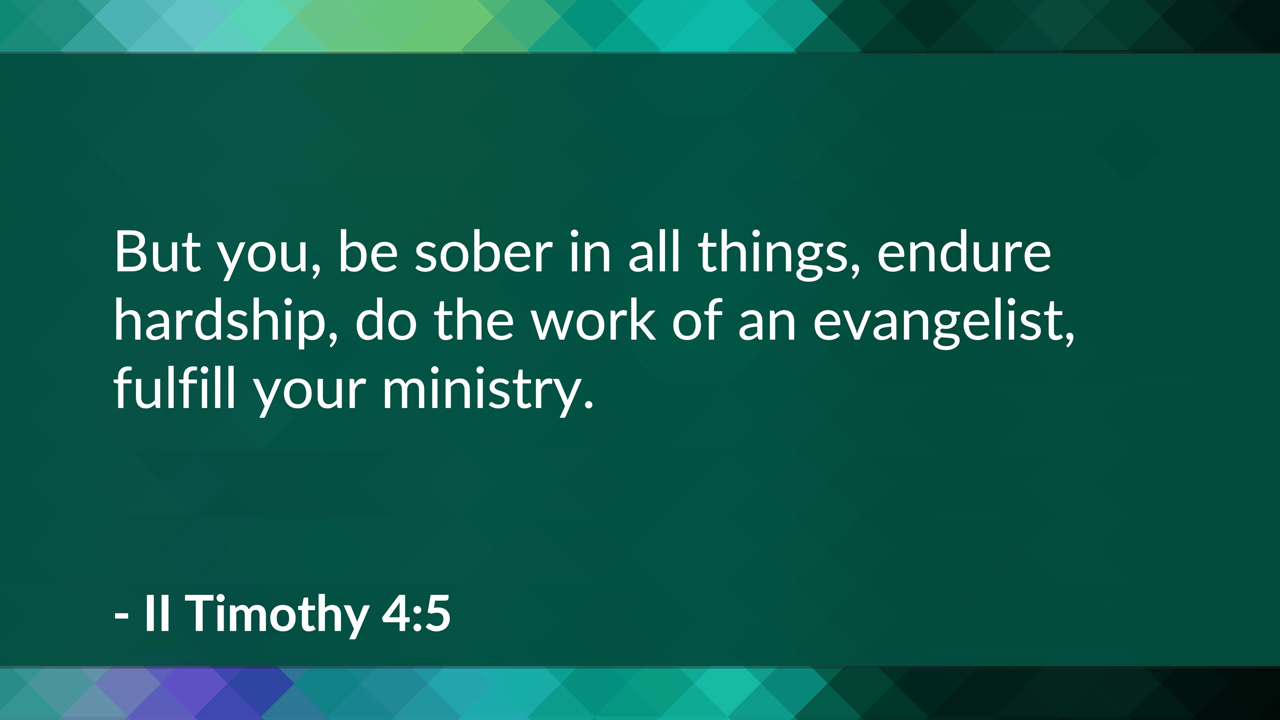 But you, be sober in all things, endure
hardship, do the work of an evangelist,
fulfill your ministry.
- II Timothy 4:5